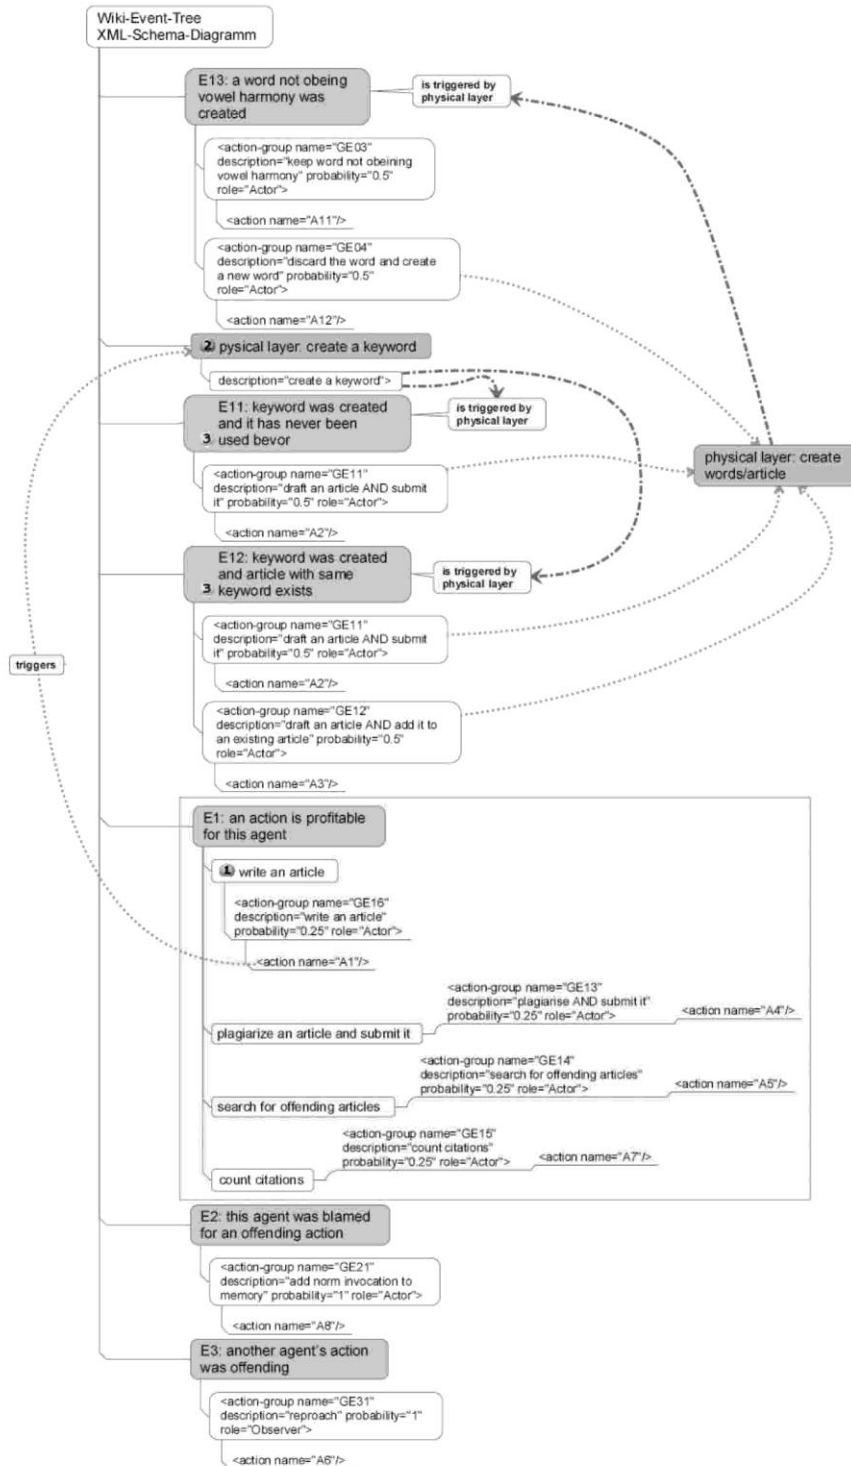 Wiki-Event-Tree
XML-Schema-Diagramm
E13: a word not obeing
vowel harmony was
created
is triggered by
physical layer
<action-group name="GE03"
description="keep word not obeining
vowel harmony" probability="0.5"
role="Actor">
<action name="A11"/>
<action-group name="GE04"
description="discard the word and create
a new word" probability="0.5"
role="Actor">
<action name="A12"/>
2 pysical layer: create a keyword
description="create a keyword">
E11: keyword was created
and it has never been
3 used bevor
is triggered by
physical layer
physical layer: create
words/article
<action-group name="GE11"
description="draft an article AND submit
it" probability="0.5" role="Actor">
<action name="A2"/>
E12: keyword was created
and article with same
3 keyword exists
is triggered by
physical layer
<action-group name="GE11"
description="draft an article AND submit
it" probability="0.5" role="Actor">
<action name="A2"/>
triggers
<action-group name="GE12"
description="draft an article AND add it to
an existing article" probability="0.5"
role="Actor">
<action name="A3"/>
E1: an action is profitable
for this agent
1 write an article
<action-group name="GE16"
description="write an article"
probability="0.25" role="Actor">
<action name="A1"/>
plagiarize an article and submit it
<action-group name="GE13"
description="plagiarise AND submit it"
probability="0.25" role="Actor">
<action name="A4"/>
search for offending articles
<action-group name="GE14"
description="search for offending articles"
probability="0.25" role="Actor">
<action name="A5"/>
count citations
<action-group name="GE15"
description="count citations"
probability="0.25" role="Actor">
<action name="A7"/>
E2: this agent was blamed
for an offending action
<action-group name="GE21"
description="add norm invocation to
memory" probability="1" role="Actor">
<action name="A8"/>
E3: another agent's action
was offending
<action-group name="GE31"
description="reproach" probability="1"
role="Observer">
<action name="A6"/>